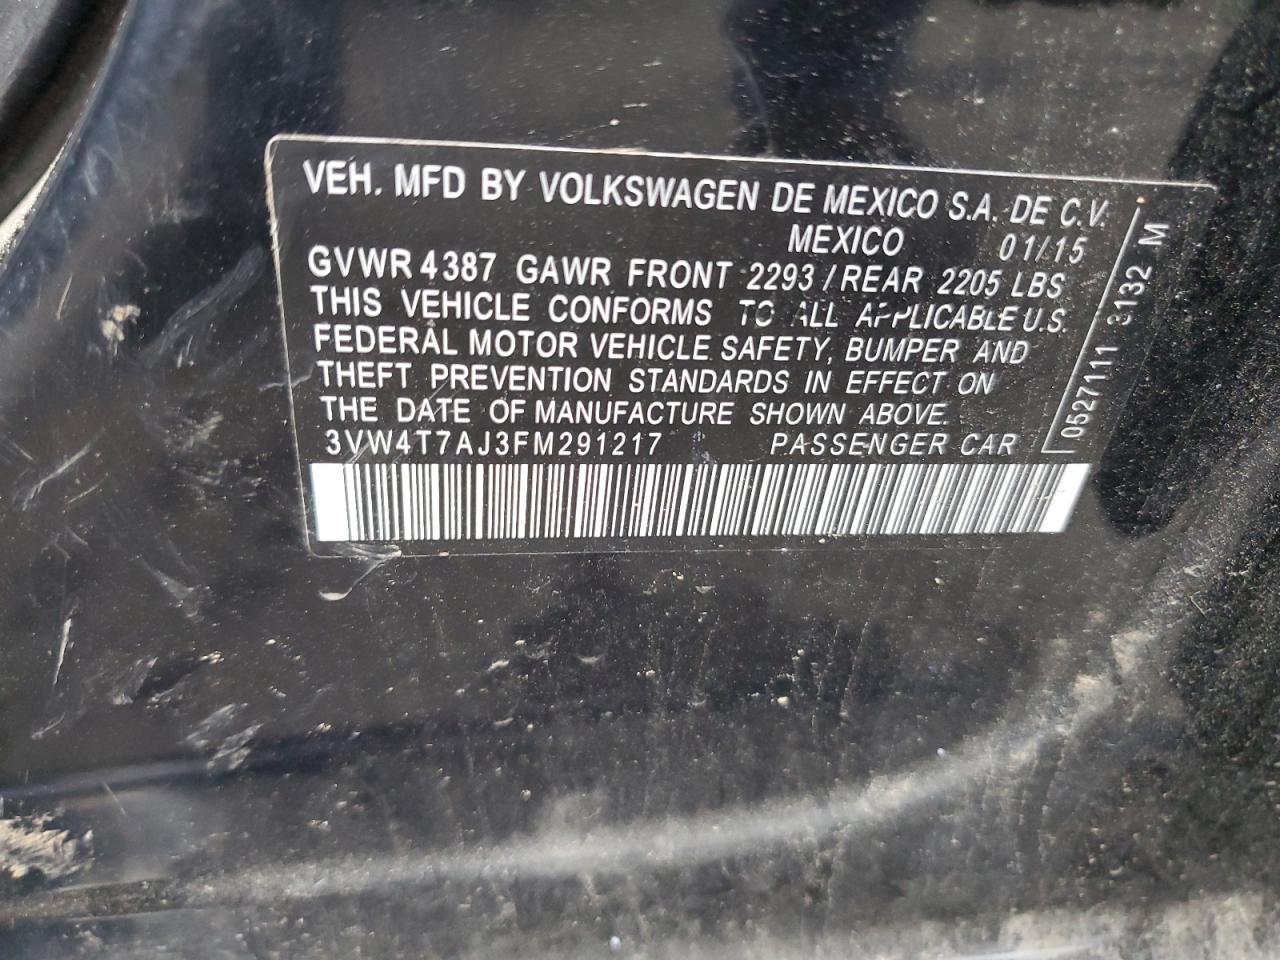 VEH. MFD BY VOLKSWAGEN DE MEXICO S.A. DE C.V.
MEXICO 01/15
GVWR 4387 GAWR FRONT 2293 / REAR 2205 LBS
THIS VEHICLE CONFORMS TO ALL APPLICABLE U.S.
FEDERAL MOTOR VEHICLE SAFETY, BUMPER AND
THEFT PREVENTION STANDARDS IN EFFECT ON
THE DATE OF MANUFACTURE SHOWN ABOVE.
3VW4T7AJ3FM291217 PASSENGER CAR
0527111 M